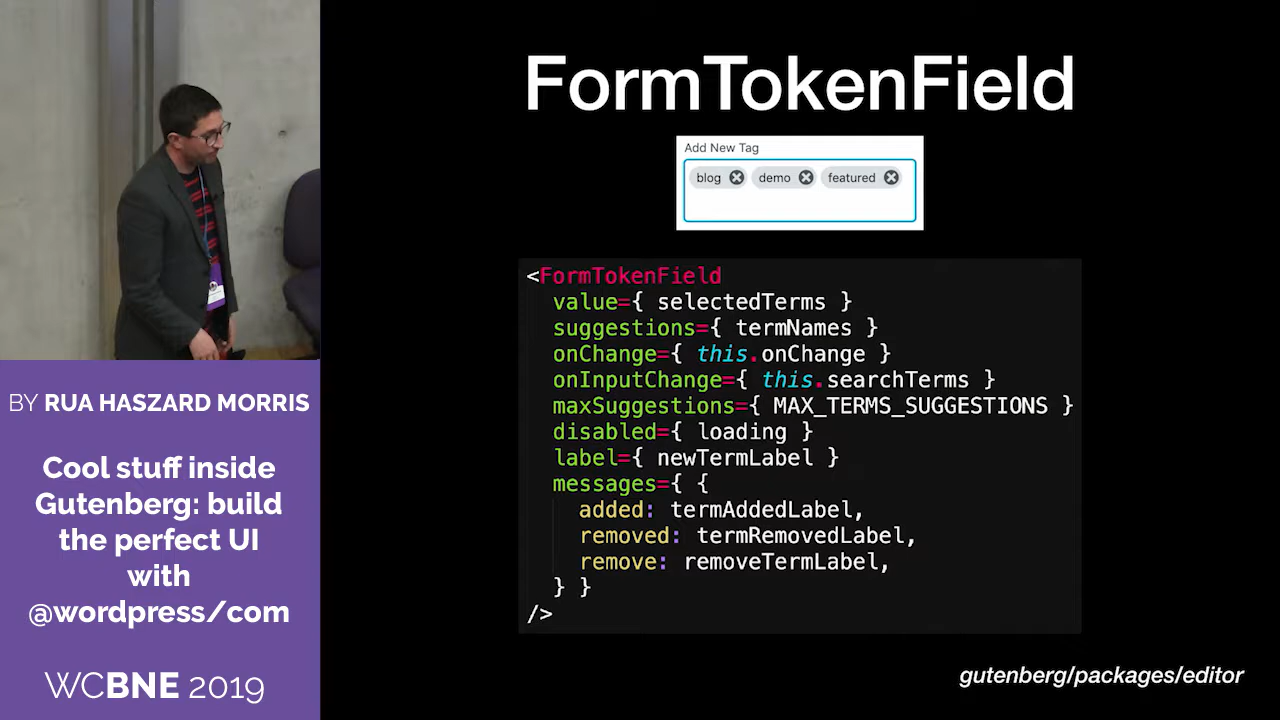 FormTokenField
Add New Tag
blog demo featured
<FormTokenField
value={ selectedTerms }
suggestions={ termNames }
onChange={ this.onChange }
onInputChange={ this.searchTerms }
maxSuggestions={ MAX_TERMS_SUGGESTIONS }
disabled={ loading }
label={ newTermLabel }
messages={ {
added: termAddedLabel,
removed: termRemovedLabel,
remove: removeTermLabel,
} }
/>
gutenberg/packages/editor
BY RUA HASZARD MORRIS
Cool stuff inside
Gutenberg: build
the perfect UI
with
@wordpress/com
WCBNE 2019